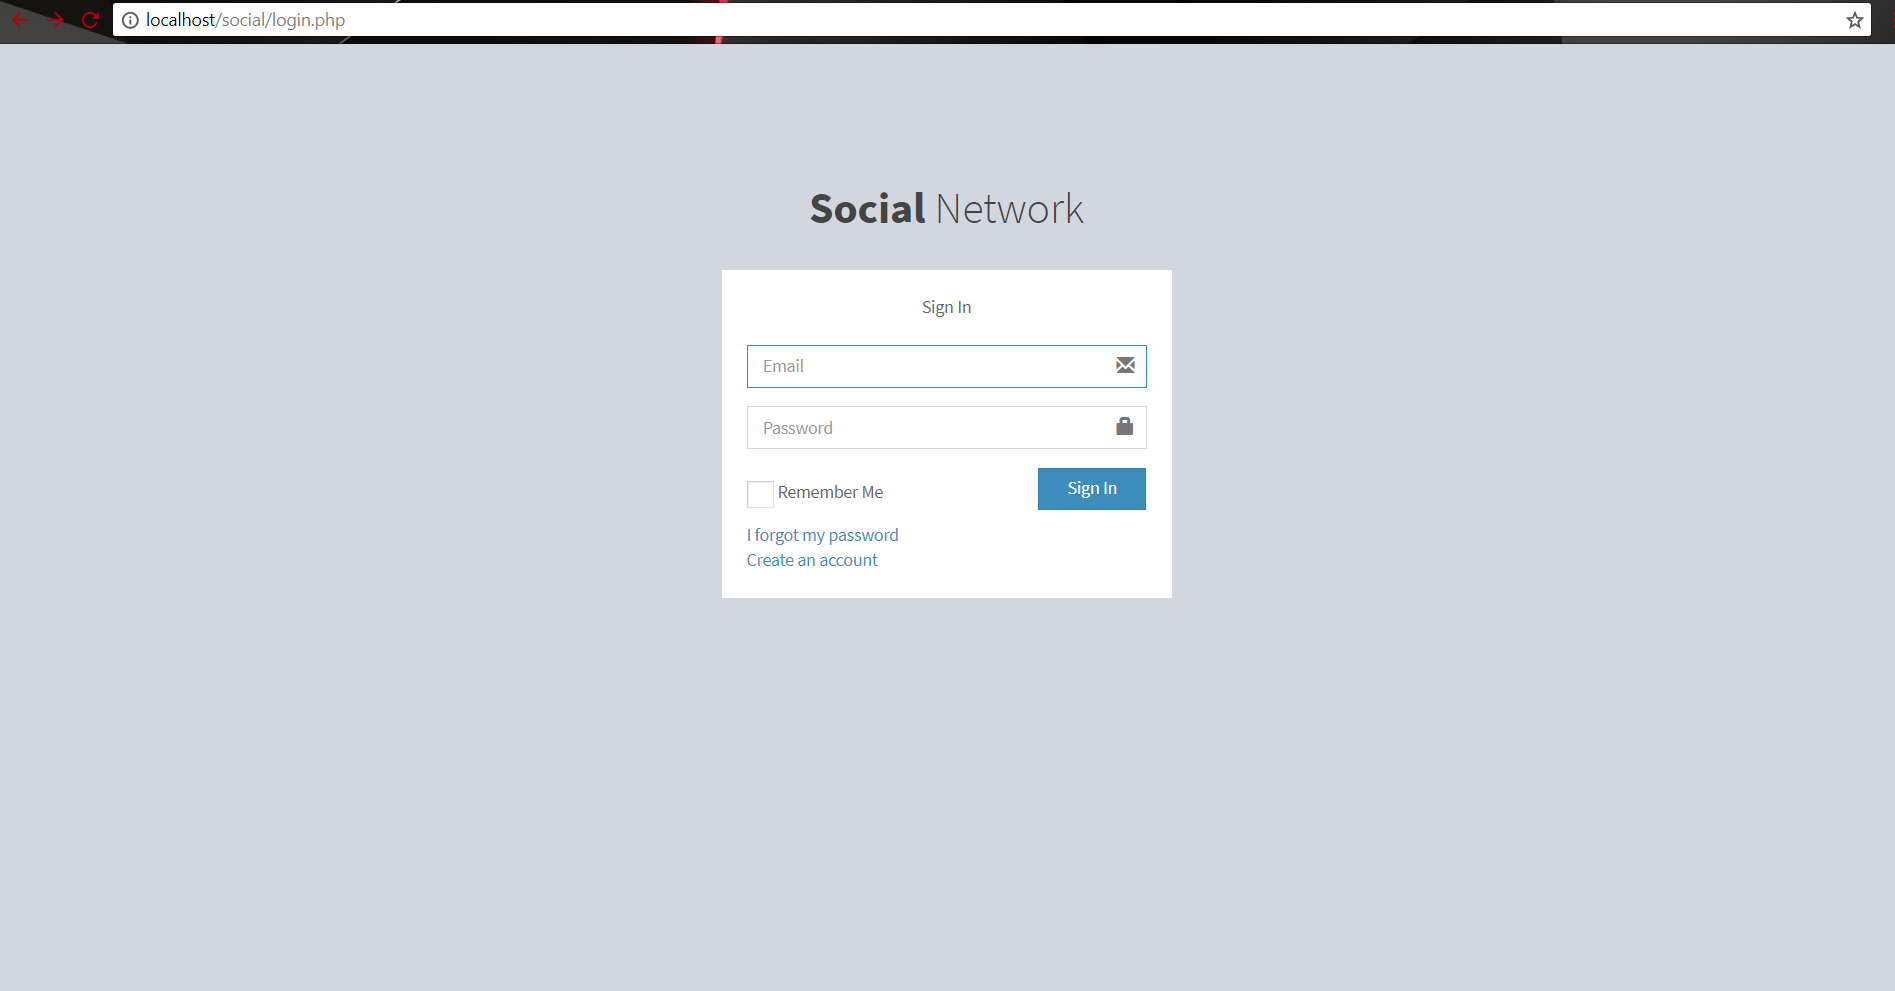 localhost/social/login.php
Social Network
Sign In
Email
Password
Remember Me
Sign In
I forgot my password
Create an account